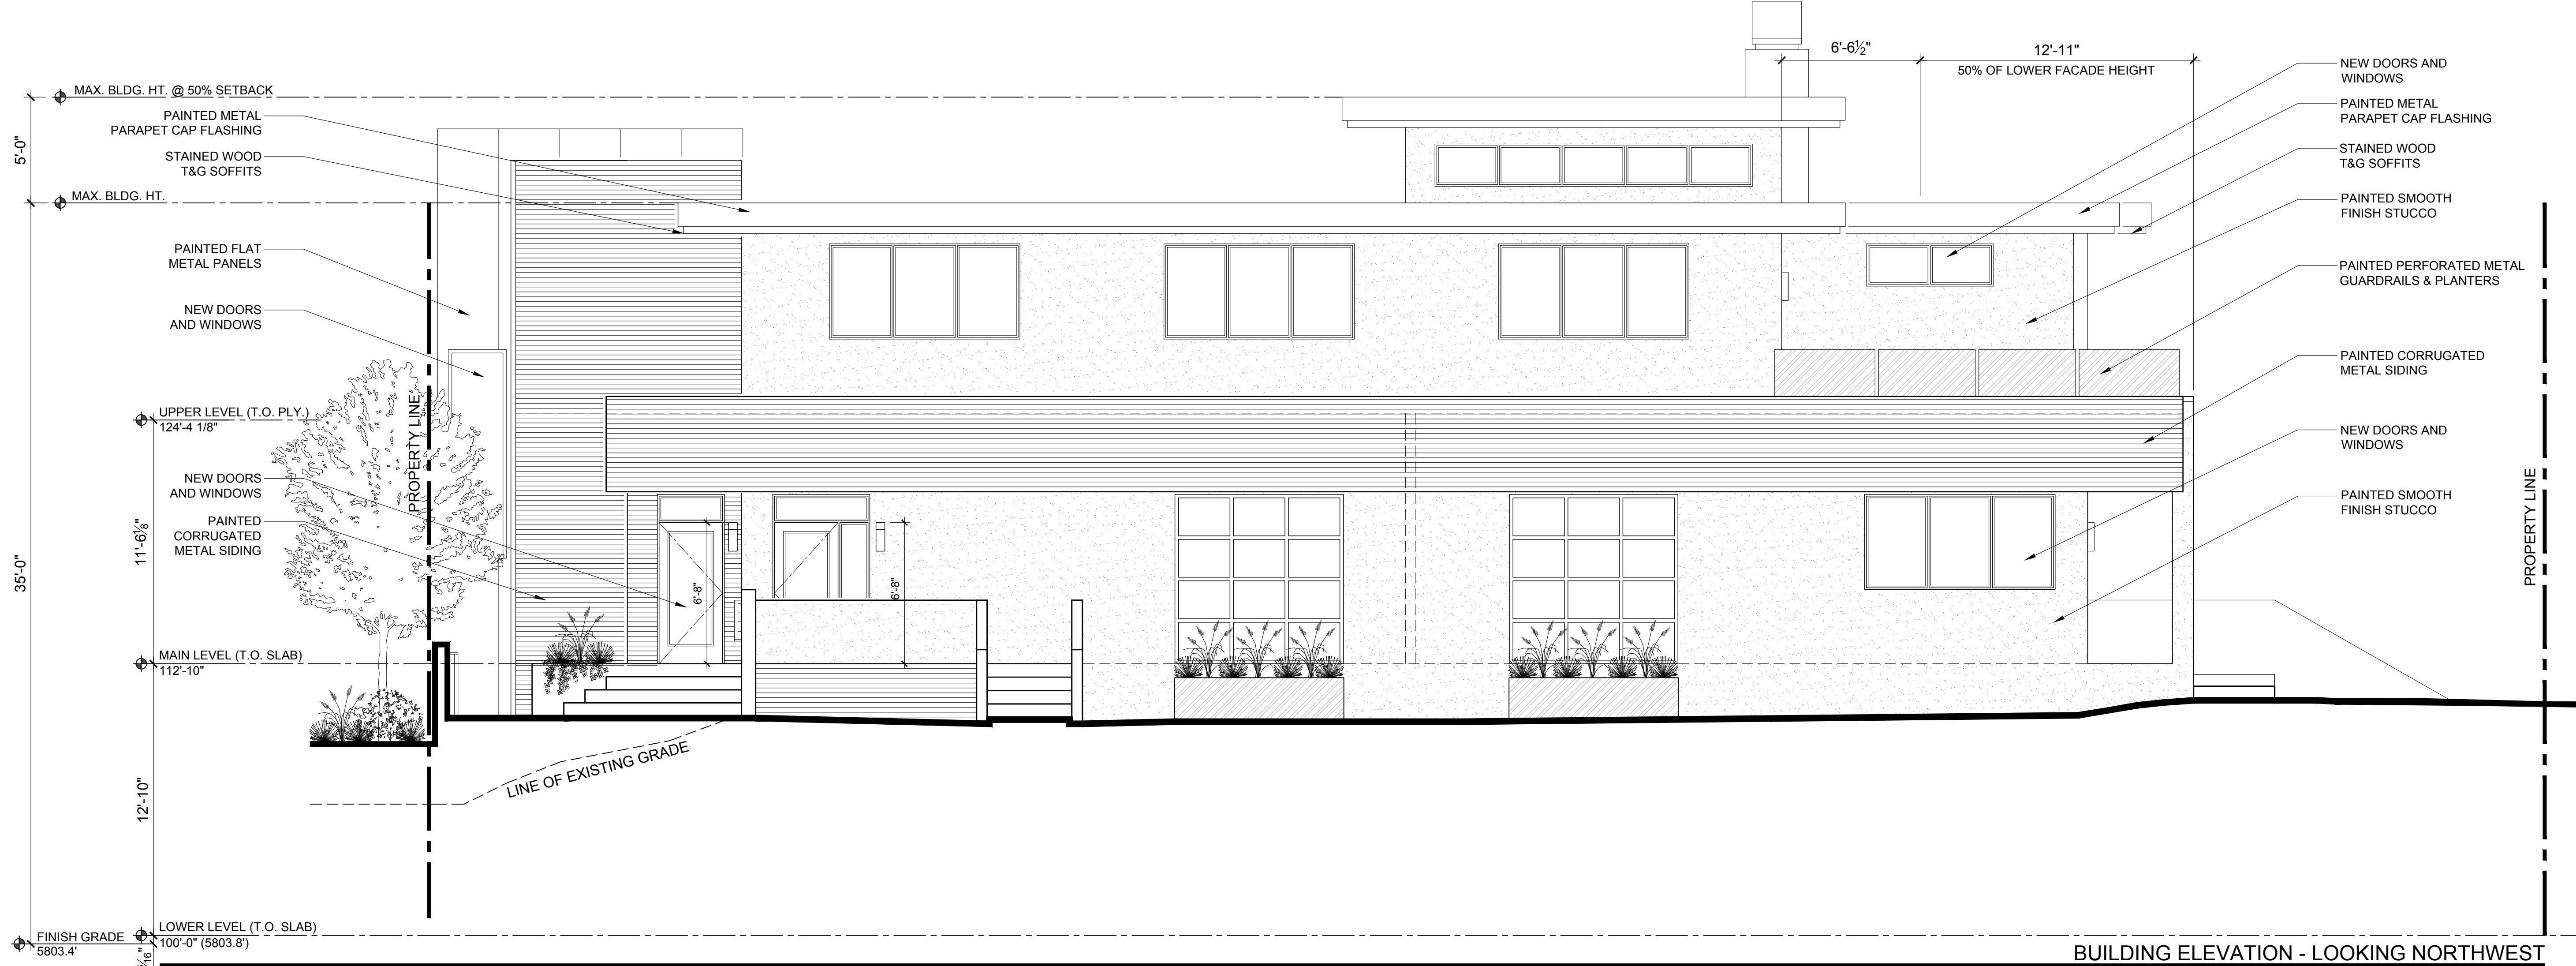 6'-6½"
12'-11"
50% OF LOWER FACADE HEIGHT
MAX. BLDG. HT. @ 50% SETBACK
PAINTED METAL
PARAPET CAP FLASHING
STAINED WOOD
T&G SOFFITS
5'-0"
MAX. BLDG. HT.
PAINTED FLAT
METAL PANELS
NEW DOORS
AND WINDOWS
UPPER LEVEL (T.O. PLY.)
124'-4 1/8"
PROPERTY LINE
NEW DOORS
AND WINDOWS
PAINTED
CORRUGATED
METAL SIDING
11'-6⅛"
35'-0"
6'-8"
6'-8"
MAIN LEVEL (T.O. SLAB)
112'-10"
LINE OF EXISTING GRADE
12'-10"
LOWER LEVEL (T.O. SLAB)
100'-0" (5803.8')
FINISH GRADE
5803.4'
NEW DOORS AND
WINDOWS
PAINTED METAL
PARAPET CAP FLASHING
STAINED WOOD
T&G SOFFITS
PAINTED SMOOTH
FINISH STUCCO
PAINTED PERFORATED METAL
GUARDRAILS & PLANTERS
PAINTED CORRUGATED
METAL SIDING
NEW DOORS AND
WINDOWS
PAINTED SMOOTH
FINISH STUCCO
PROPERTY LINE
BUILDING ELEVATION - LOOKING NORTHWEST